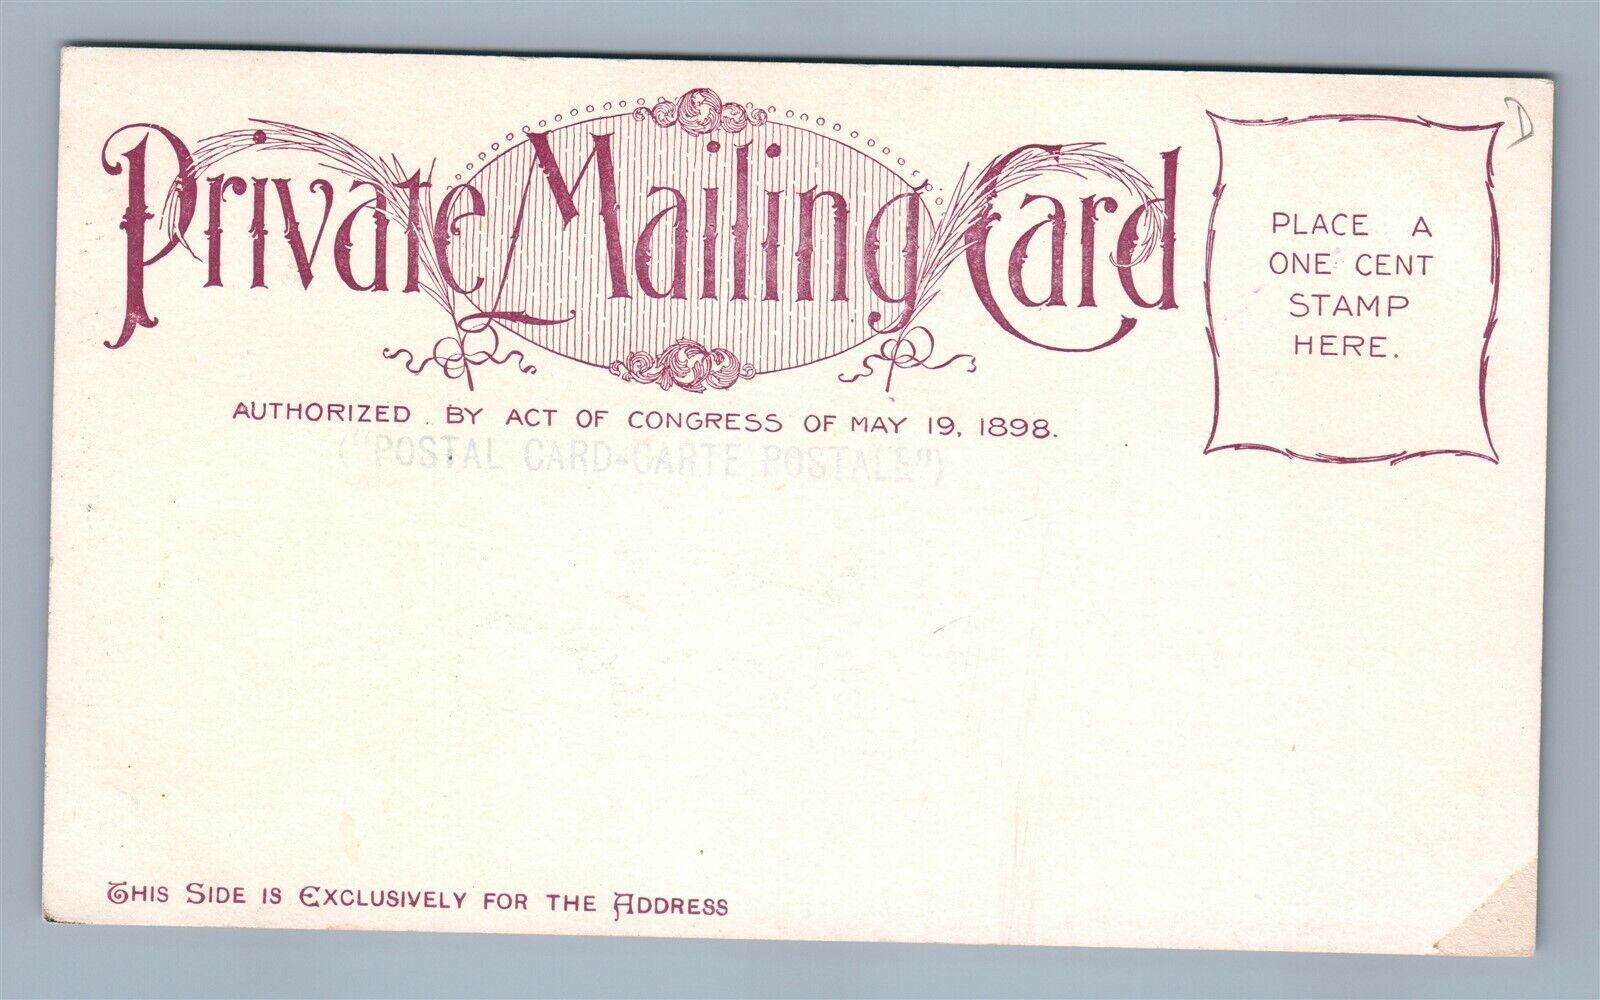 Private Mailing Card
PLACE A
ONE CENT
STAMP
HERE.
D
AUTHORIZED BY ACT OF CONGRESS OF MAY 19, 1898.
("POSTAL CARD-CARTE POSTALE")
THIS SIDE IS EXCLUSIVELY FOR THE ADDRESS